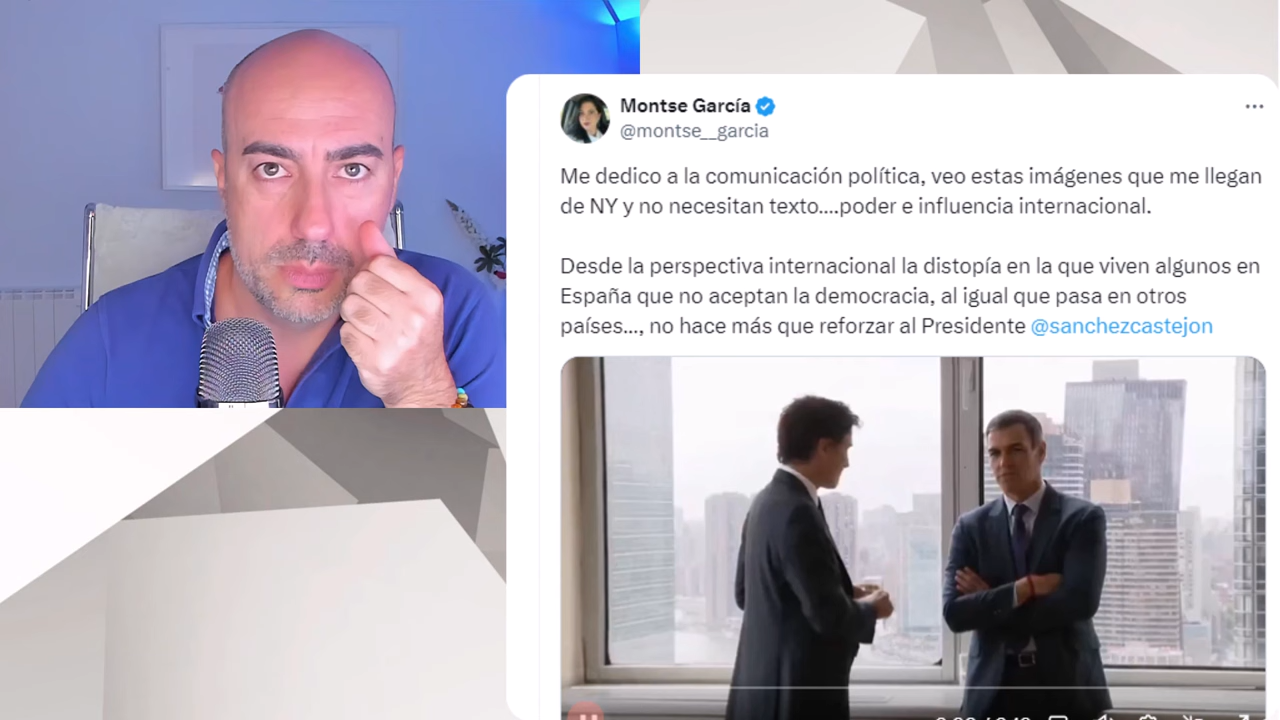 Montse García
@montse__garcia
Me dedico a la comunicación política, veo estas imágenes que me llegan
de NY y no necesitan texto....poder e influencia internacional.
Desde la perspectiva internacional la distopía en la que viven algunos en
España que no aceptan la democracia, al igual que pasa en otros
países..., no hace más que reforzar al Presidente @sanchezcastejon